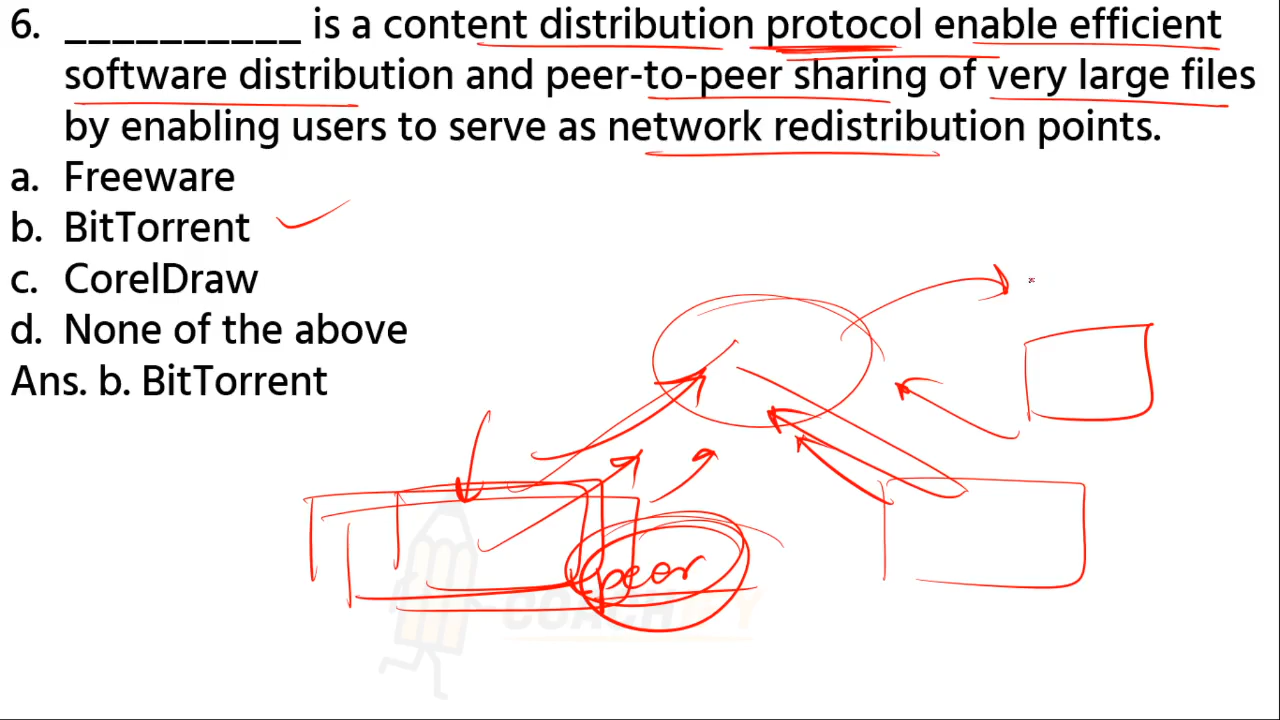 6. __________ is a content distribution protocol enable efficient
software distribution and peer-to-peer sharing of very large files
by enabling users to serve as network redistribution points.
a. Freeware
b. BitTorrent
c. CorelDraw
d. None of the above
Ans. b. BitTorrent
peer